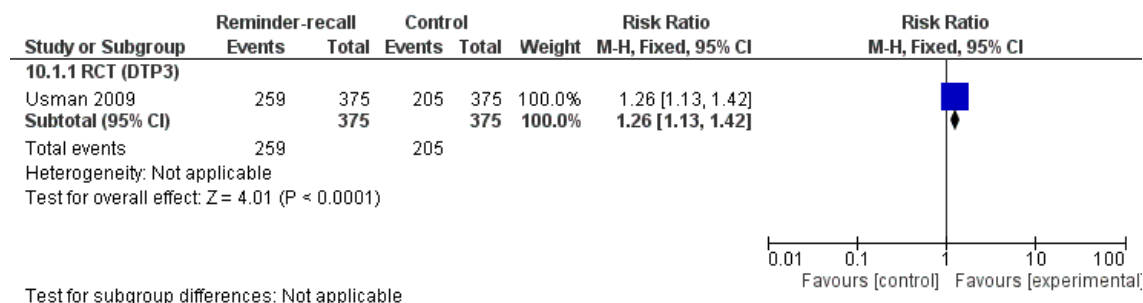 Reminder-recall Control Risk Ratio Risk Ratio
Study or Subgroup Events Total Events Total Weight M-H, Fixed, 95% CI M-H, Fixed, 95% CI
10.1.1 RCT (DTP3)
Usman 2009 259 375 205 375 100.0% 1.26 [1.13, 1.42]
Subtotal (95% CI) 375 375 100.0% 1.26 [1.13, 1.42]
Total events 259 205
Heterogeneity: Not applicable
Test for overall effect: Z = 4.01 (P < 0.0001)
0.01 0.1 1 10 100
Favours [control] Favours [experimental]
Test for subgroup differences: Not applicable